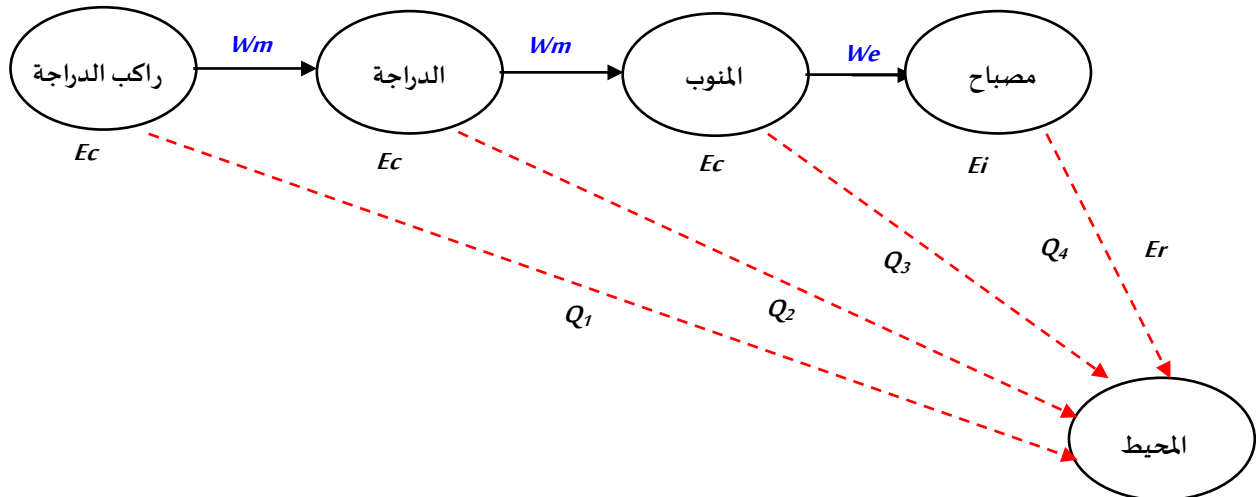 راكب الدراجة
Wm
الدراجة
Wm
المنوب
We
مصباح
Ec
Ec
Ec
Ei
Q1
Q2
Q3
Q4
Er
المحيط